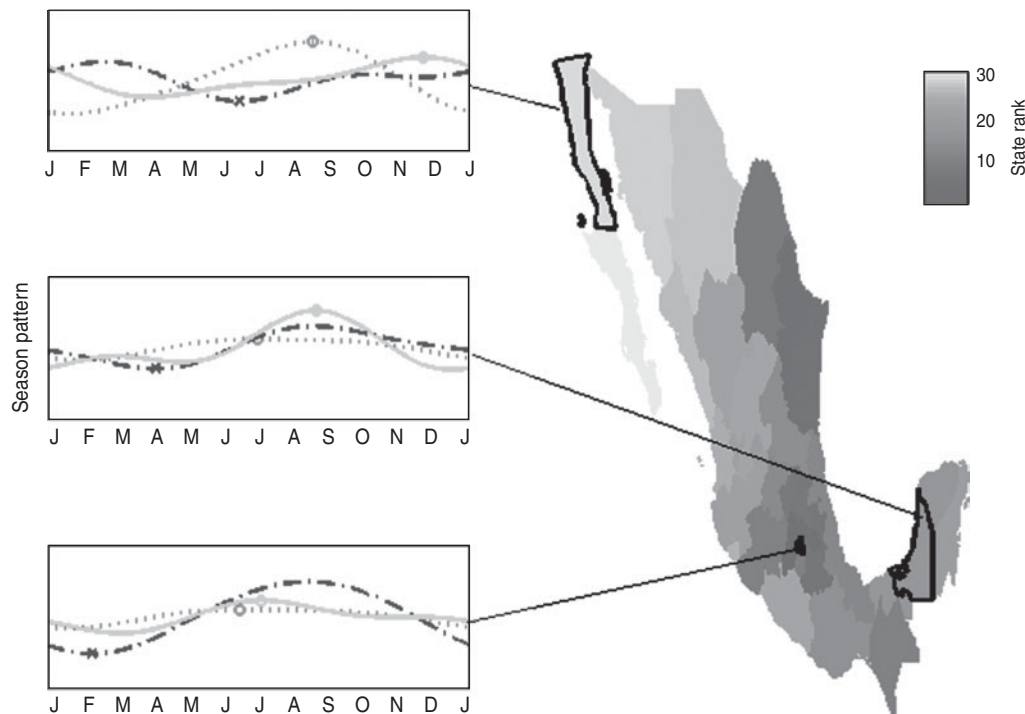 J F M A M J J A S O N D J
30
20
10
State rank
Season pattern
J F M A M J J A S O N D J
J F M A M J J A S O N D J